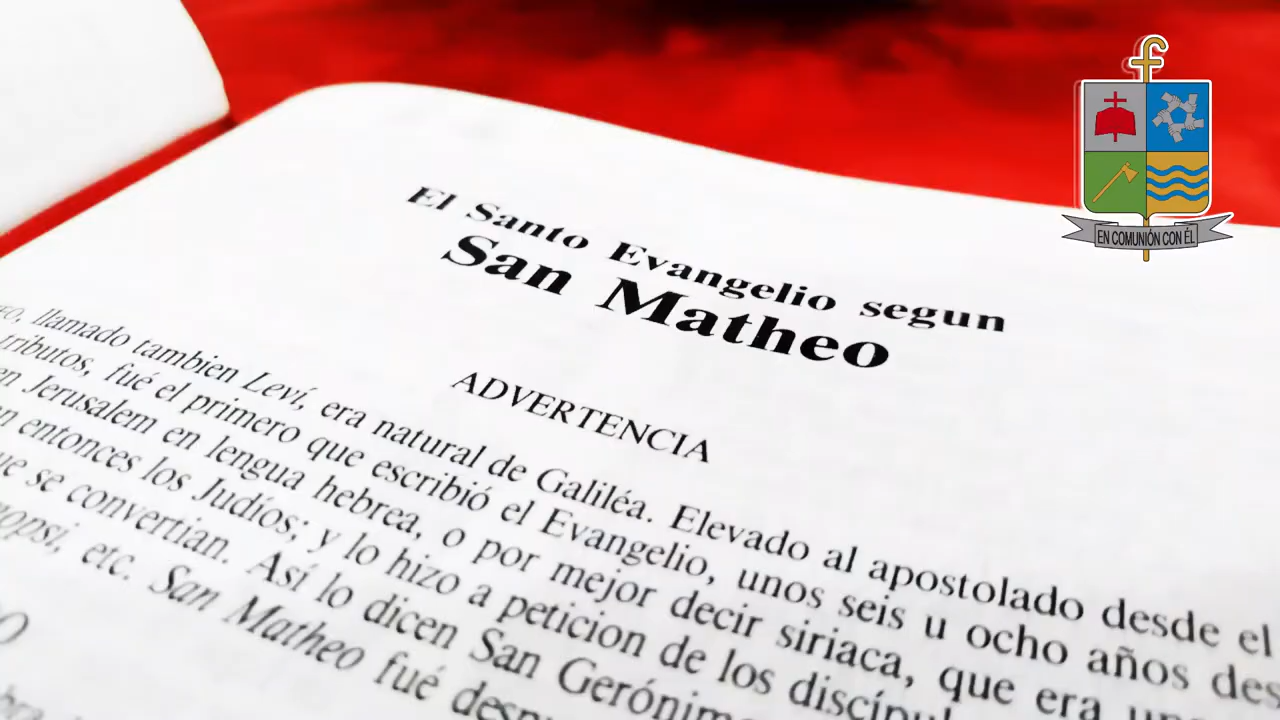 El Santo Evangelio segun
San Matheo
ADVERTENCIA
llamado tambien Leví, era natural de Galiléa. Elevado al apostolado desde el
tributos, fué el primero que escribió el Evangelio, unos seis u ocho años
en Jerusalem en lengua hebrea, o por mejor decir siriaca, que era
entonces los Judíos; y lo hizo a peticion de los
se convertian. Así lo dicen San
etc. San Matheo fué
EN COMUNIÓN CON ÉL